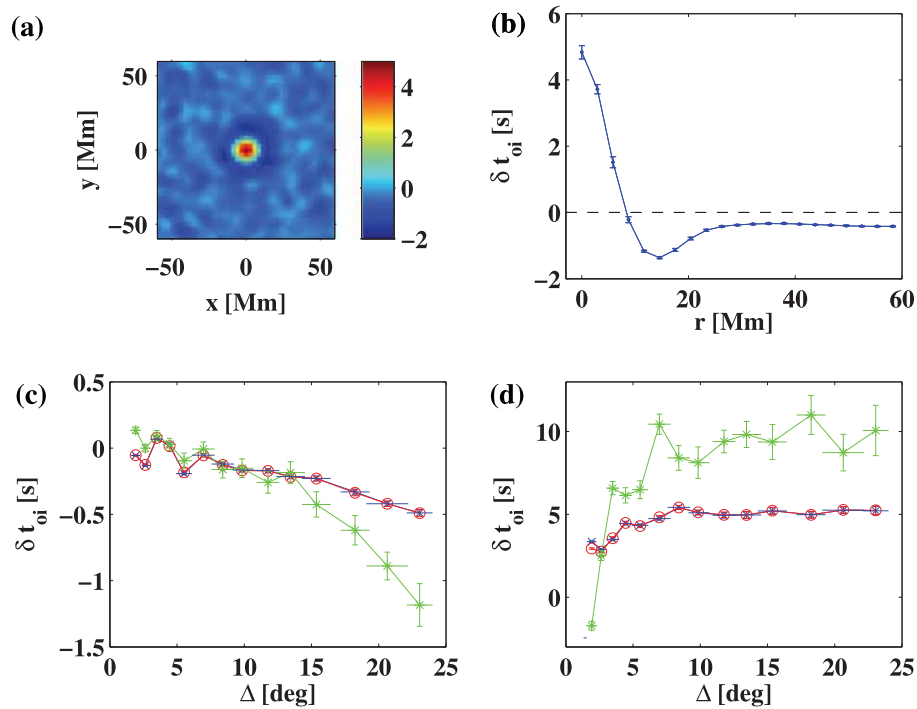 (a)
50
0
−50
y [Mm]
−50 0 50
x [Mm]
4
2
0
−2
(b)
6
4
2
0
−2
δ t_oi [s]
0 20 40 60
r [Mm]
(c)
0.5
0
−0.5
−1
−1.5
δ t_oi [s]
0 5 10 15 20 25
Δ [deg]
(d)
10
5
0
δ t_oi [s]
0 5 10 15 20 25
Δ [deg]